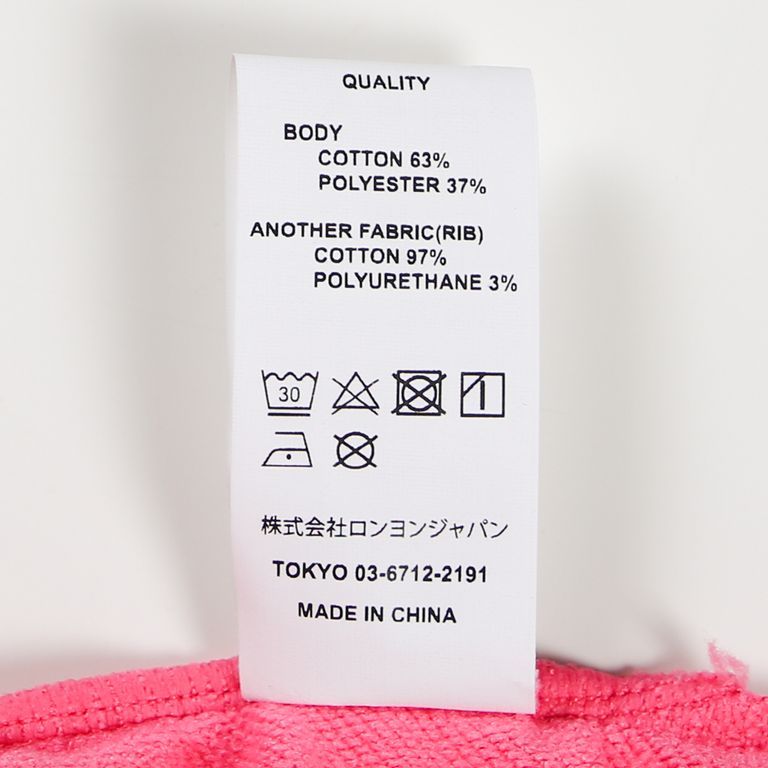 QUALITY
BODY
COTTON 63%
POLYESTER 37%
ANOTHER FABRIC(RIB)
COTTON 97%
POLYURETHANE 3%
30
株式会社ロンヨンジャパン
TOKYO 03-6712-2191
MADE IN CHINA